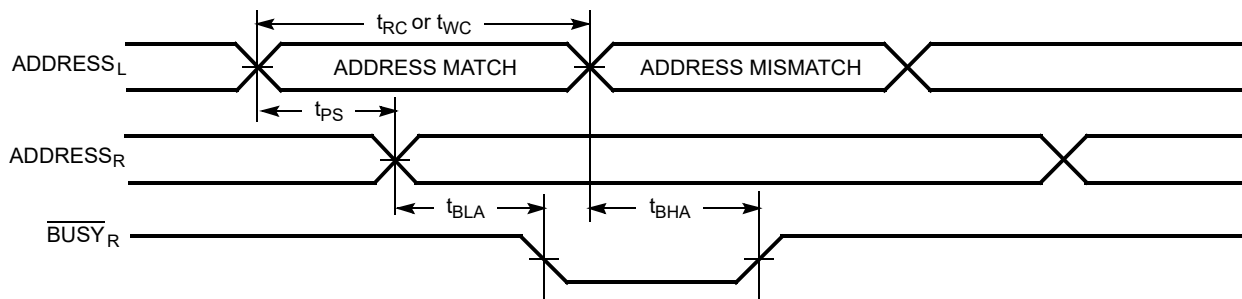 tRC or tWC
ADDRESSL
ADDRESS MATCH
ADDRESS MISMATCH
tPS
ADDRESSR
tBLA
tBHA
BUSYR